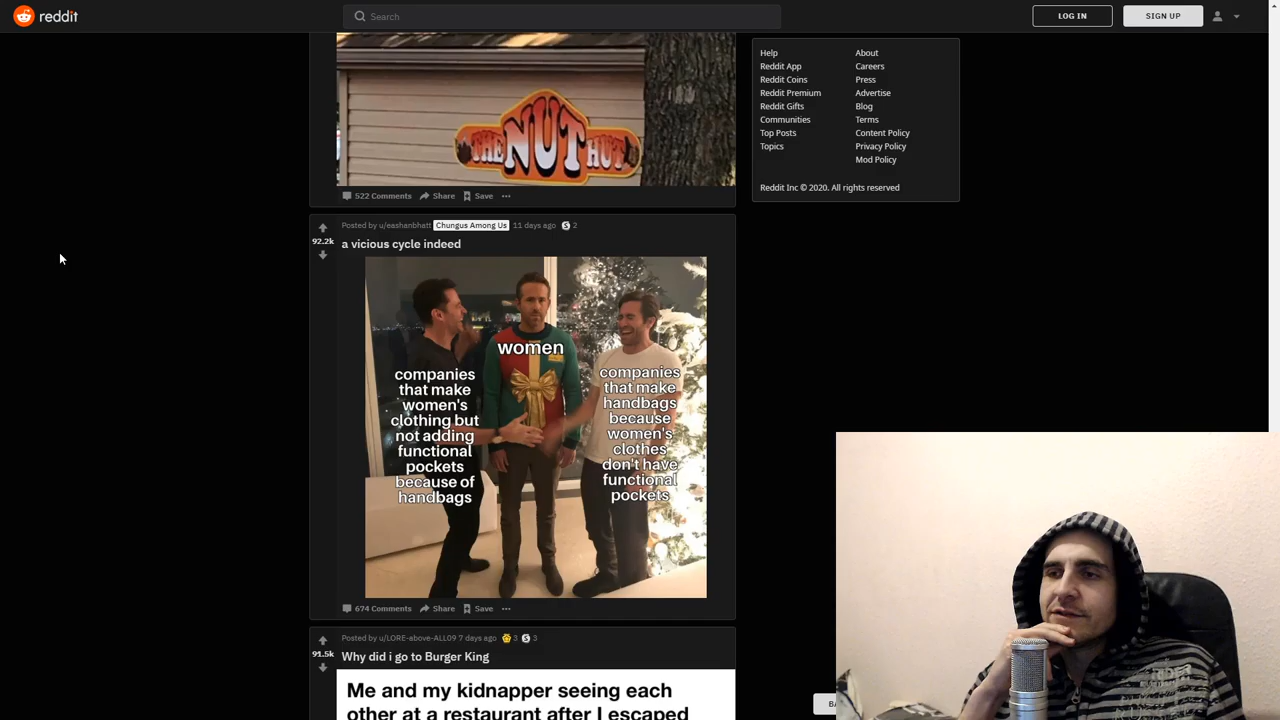 reddit
Search
LOG IN
SIGN UP
THE NUT HUT
522 Comments
Share
Save
Help
Reddit App
Reddit Coins
Reddit Premium
Reddit Gifts
Communities
Top Posts
Topics
About
Careers
Press
Advertise
Blog
Terms
Content Policy
Privacy Policy
Mod Policy
Reddit Inc © 2020. All rights reserved
92.2k
Posted by u/eashanbhatt Chungus Among Us 11 days ago 2
a vicious cycle indeed
women
companies
that make
women's
clothing but
not adding
functional
pockets
because of
handbags
companies
that make
handbags
because
women's
clothes
don't have
functional
pockets
674 Comments
Share
Save
91.5k
Posted by u/LORE-above-ALL09 7 days ago 3 3
Why did i go to Burger King
Me and my kidnapper seeing each
other at a restaurant after I escaped